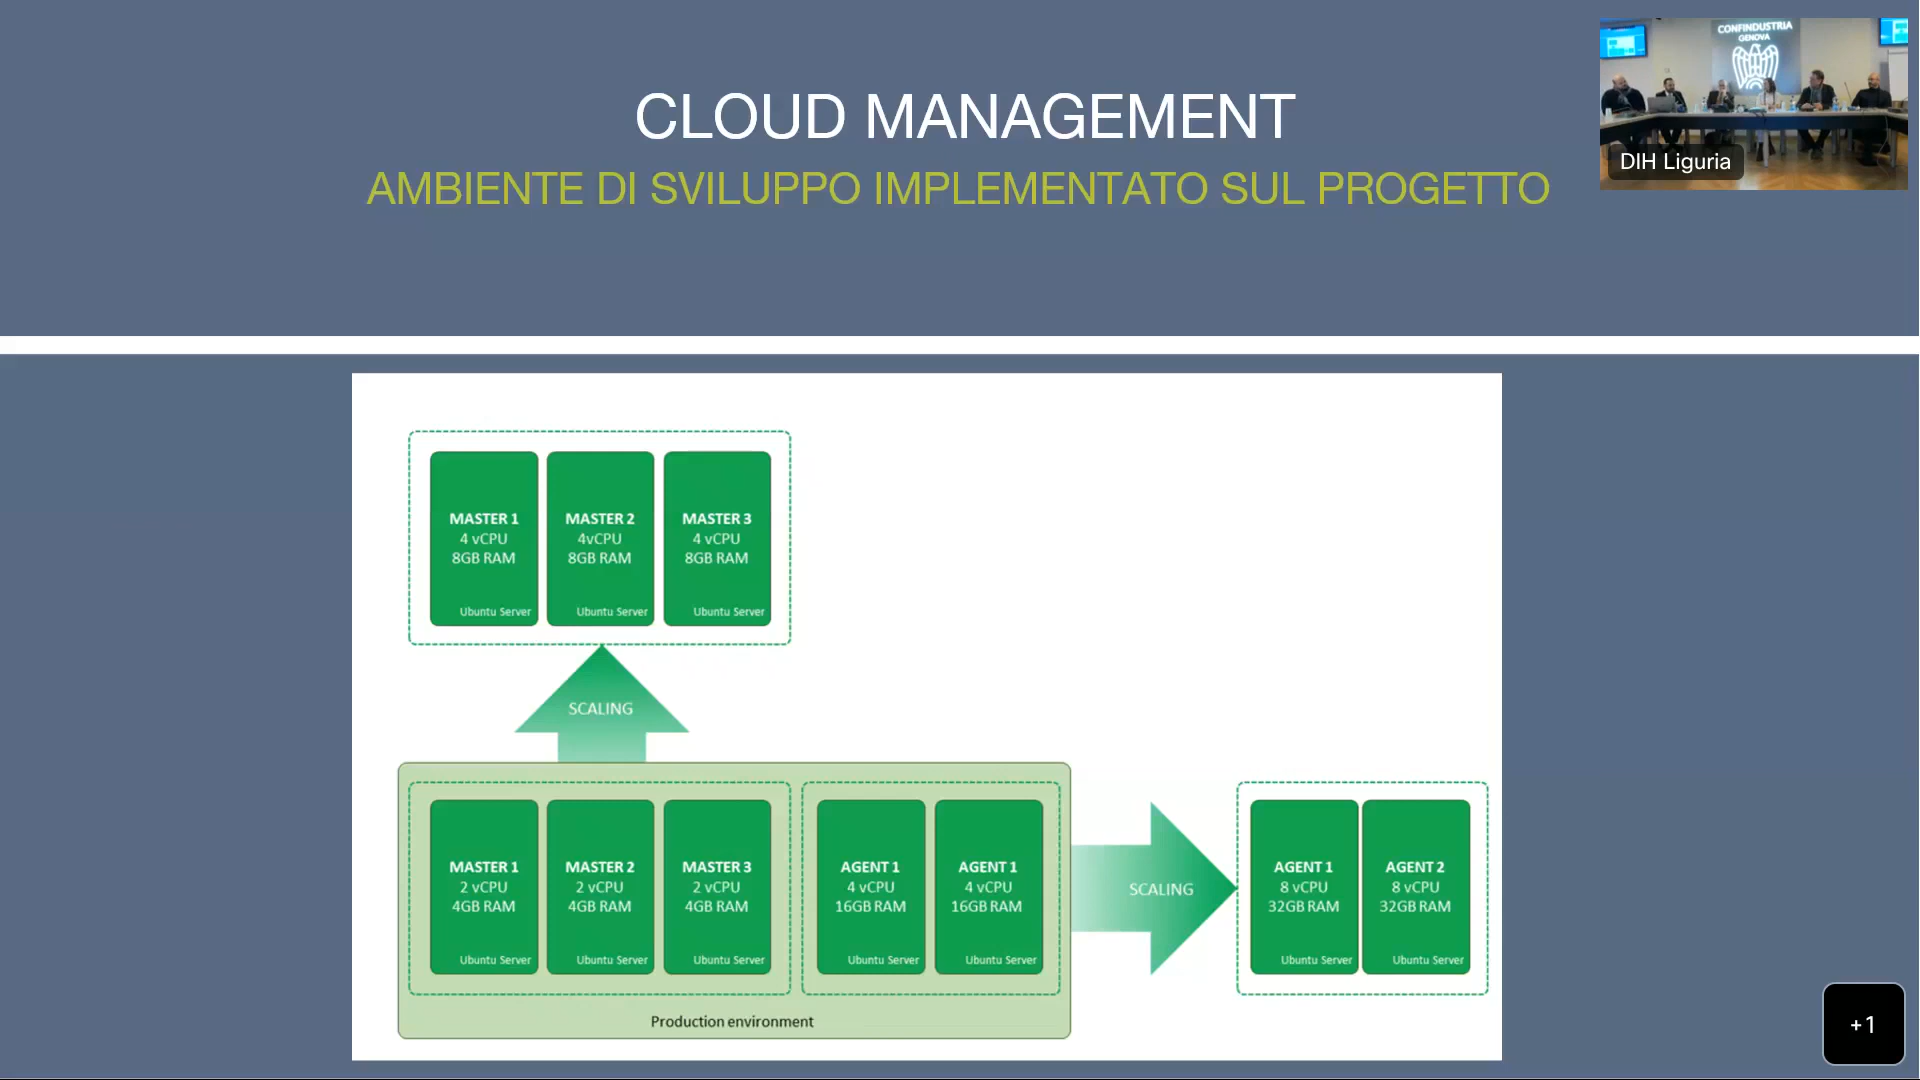 CLOUD MANAGEMENT
AMBIENTE DI SVILUPPO IMPLEMENTATO SUL PROGETTO
CONFINDUSTRIA
GENOVA
DIH Liguria
MASTER 1
4 vCPU
8GB RAM
Ubuntu Server
MASTER 2
4vCPU
8GB RAM
Ubuntu Server
MASTER 3
4 vCPU
8GB RAM
Ubuntu Server
SCALING
MASTER 1
2 vCPU
4GB RAM
Ubuntu Server
MASTER 2
2 vCPU
4GB RAM
Ubuntu Server
MASTER 3
2 vCPU
4GB RAM
Ubuntu Server
AGENT 1
4 vCPU
16GB RAM
Ubuntu Server
AGENT 1
4 vCPU
16GB RAM
Ubuntu Server
Production environment
SCALING
AGENT 1
8 vCPU
32GB RAM
Ubuntu Server
AGENT 2
8 vCPU
32GB RAM
Ubuntu Server
+1